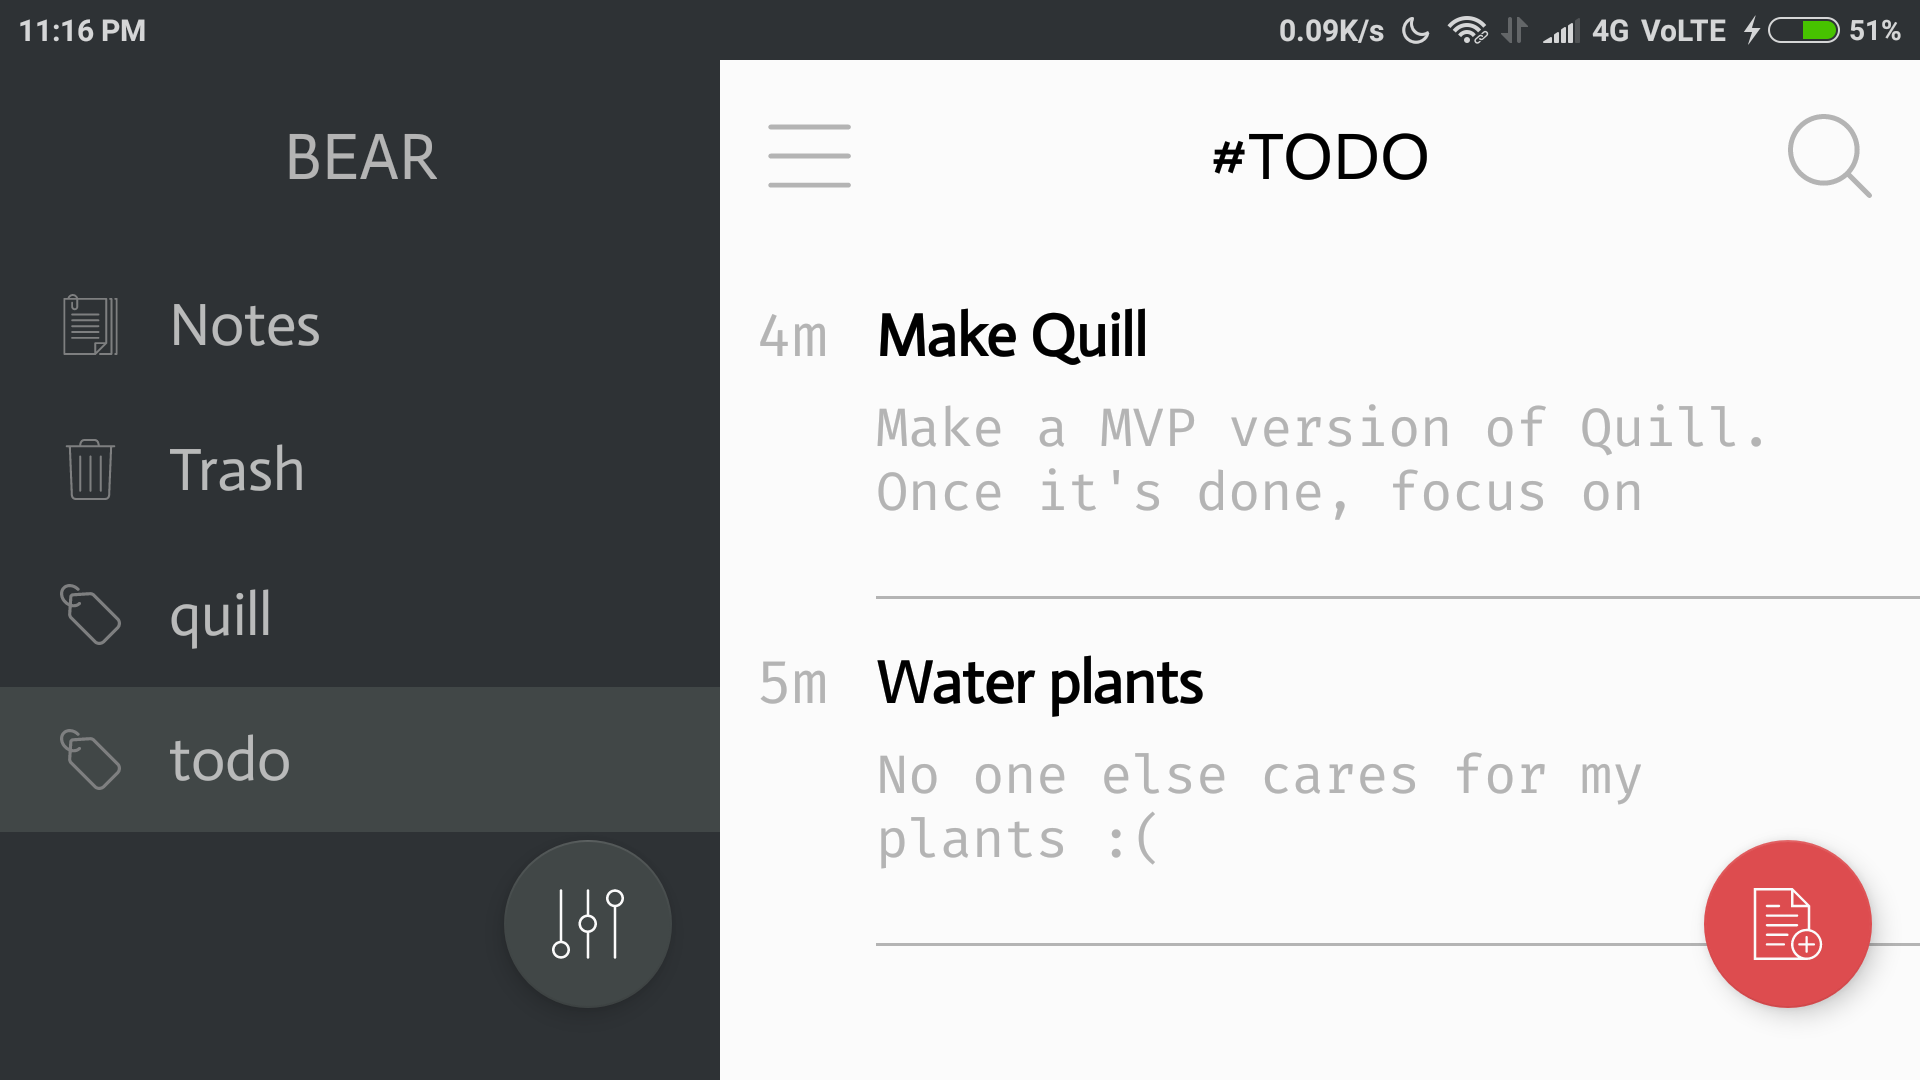 11:16 PM
0.09K/s 4G VoLTE 51%
BEAR
Notes
Trash
quill
todo
#TODO
4m Make Quill
Make a MVP version of Quill.
Once it's done, focus on
5m Water plants
No one else cares for my
plants :(